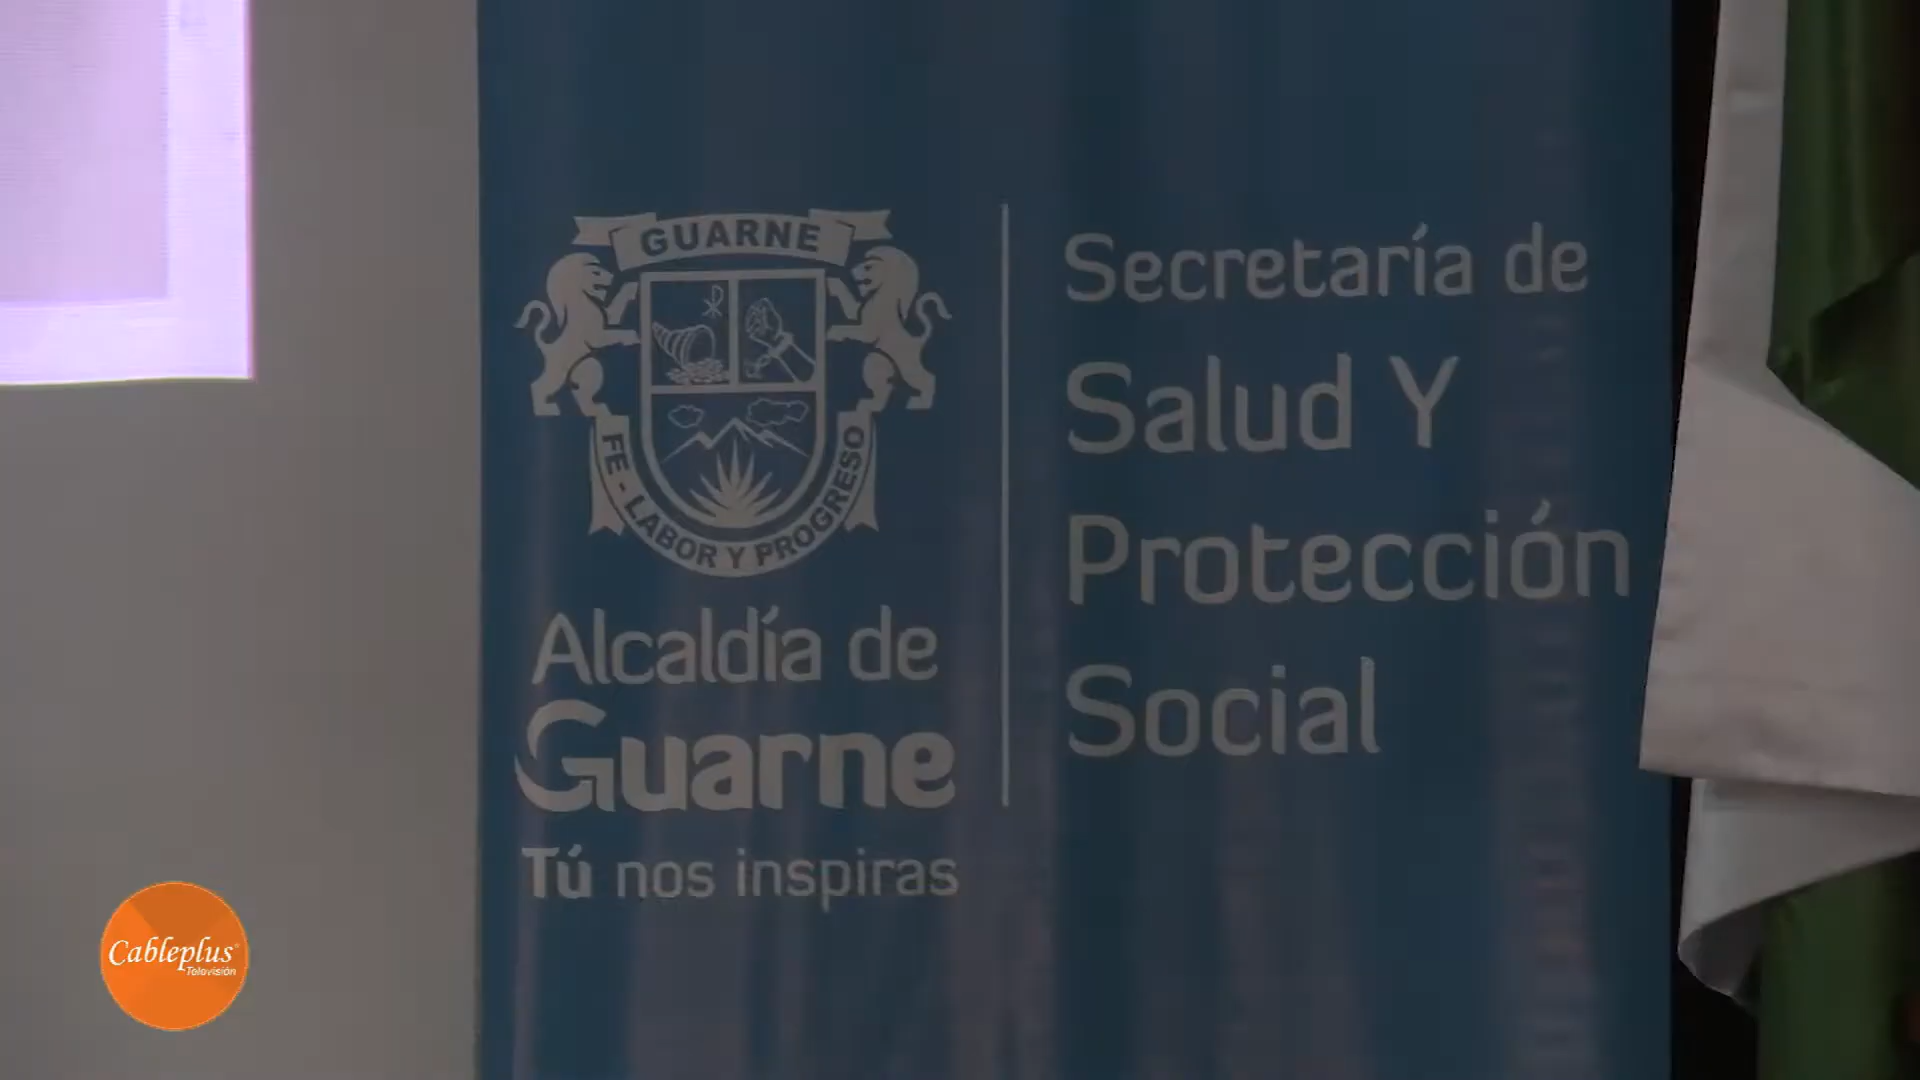 GUARNE
FE - LABOR Y PROGRESO
Alcaldía de
Guarne
Tú nos inspiras
Secretaría de
Salud Y
Protección
Social
Cableplus
Televisión